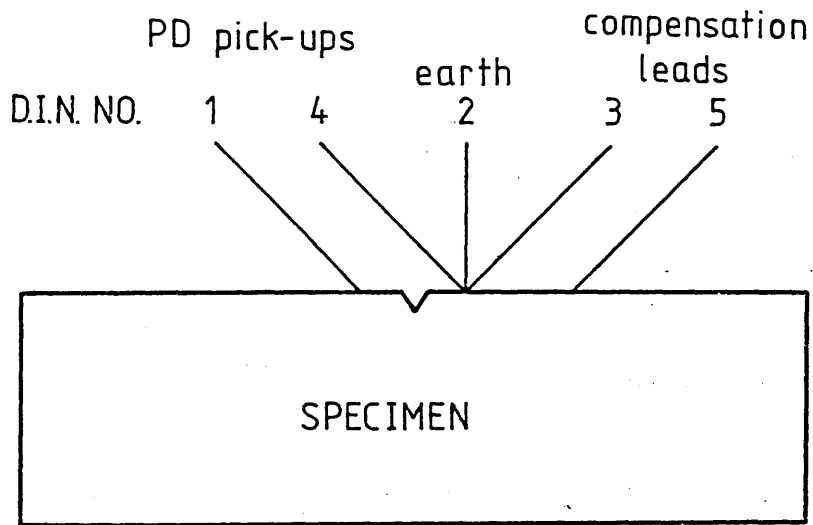 PD pick-ups
compensation
leads
earth
D.I.N. NO. 1 4 2 3 5
SPECIMEN